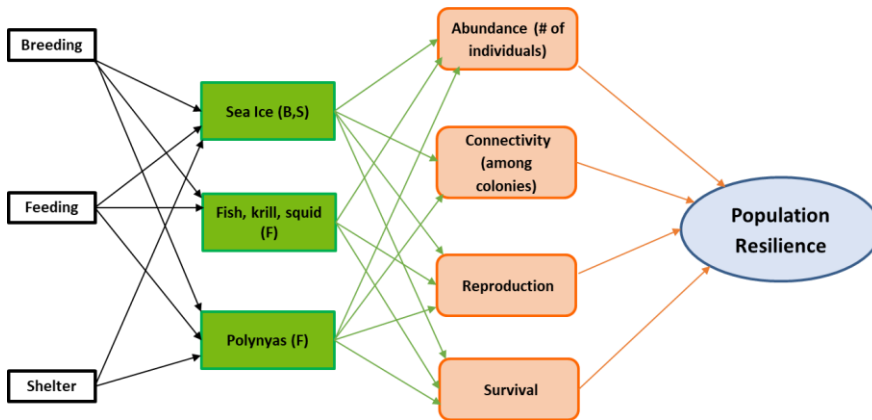 Breeding
Feeding
Shelter
Sea Ice (B,S)
Fish, krill, squid
(F)
Polynyas (F)
Abundance (# of
individuals)
Connectivity
(among
colonies)
Reproduction
Survival
Population
Resilience